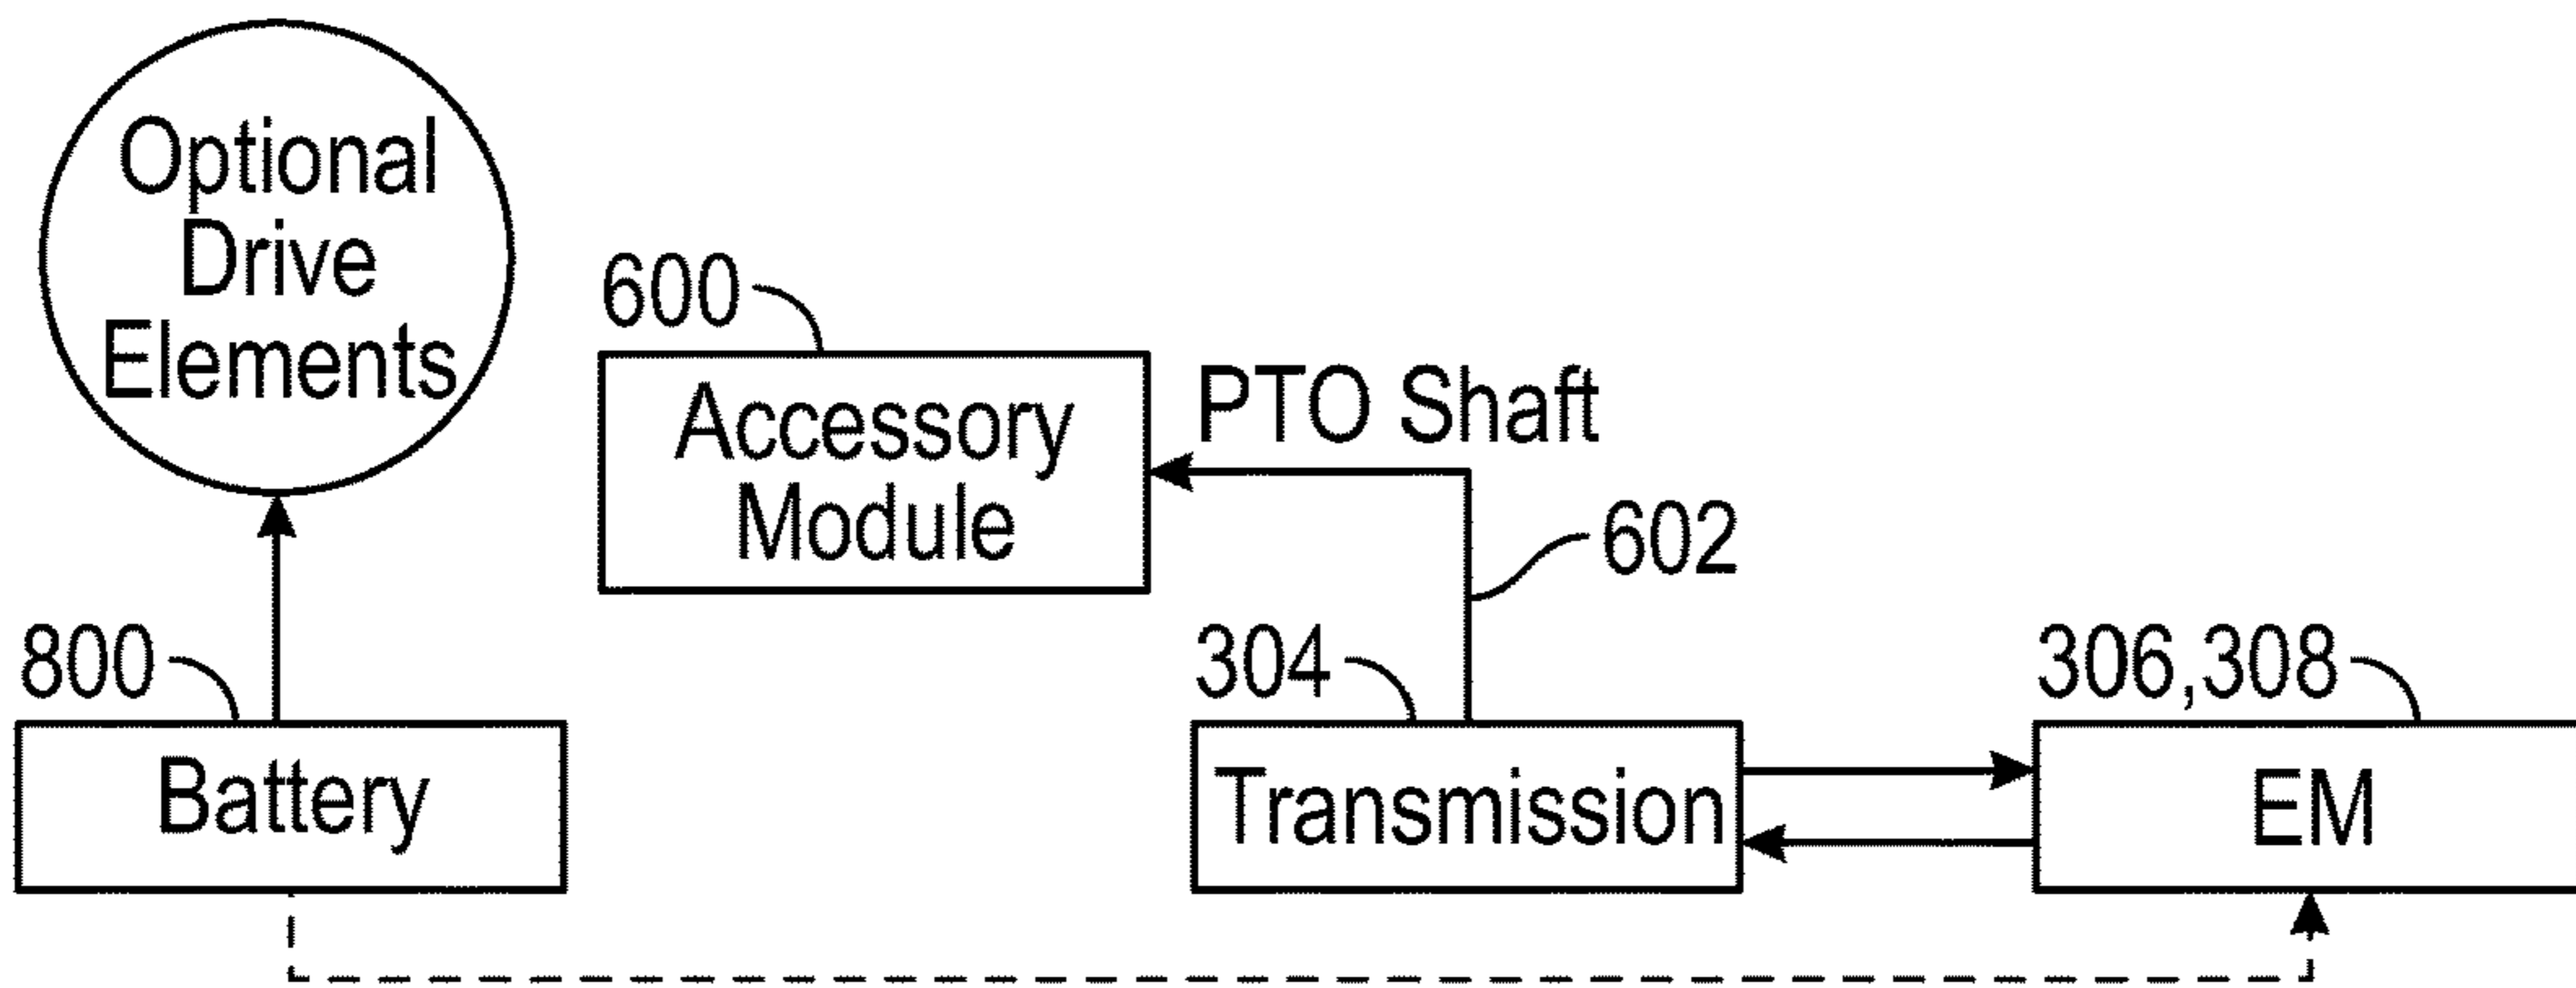 Optional
Drive
Elements
600
Accessory
Module
PTO Shaft
602
800
Battery
304
Transmission
306,308
EM